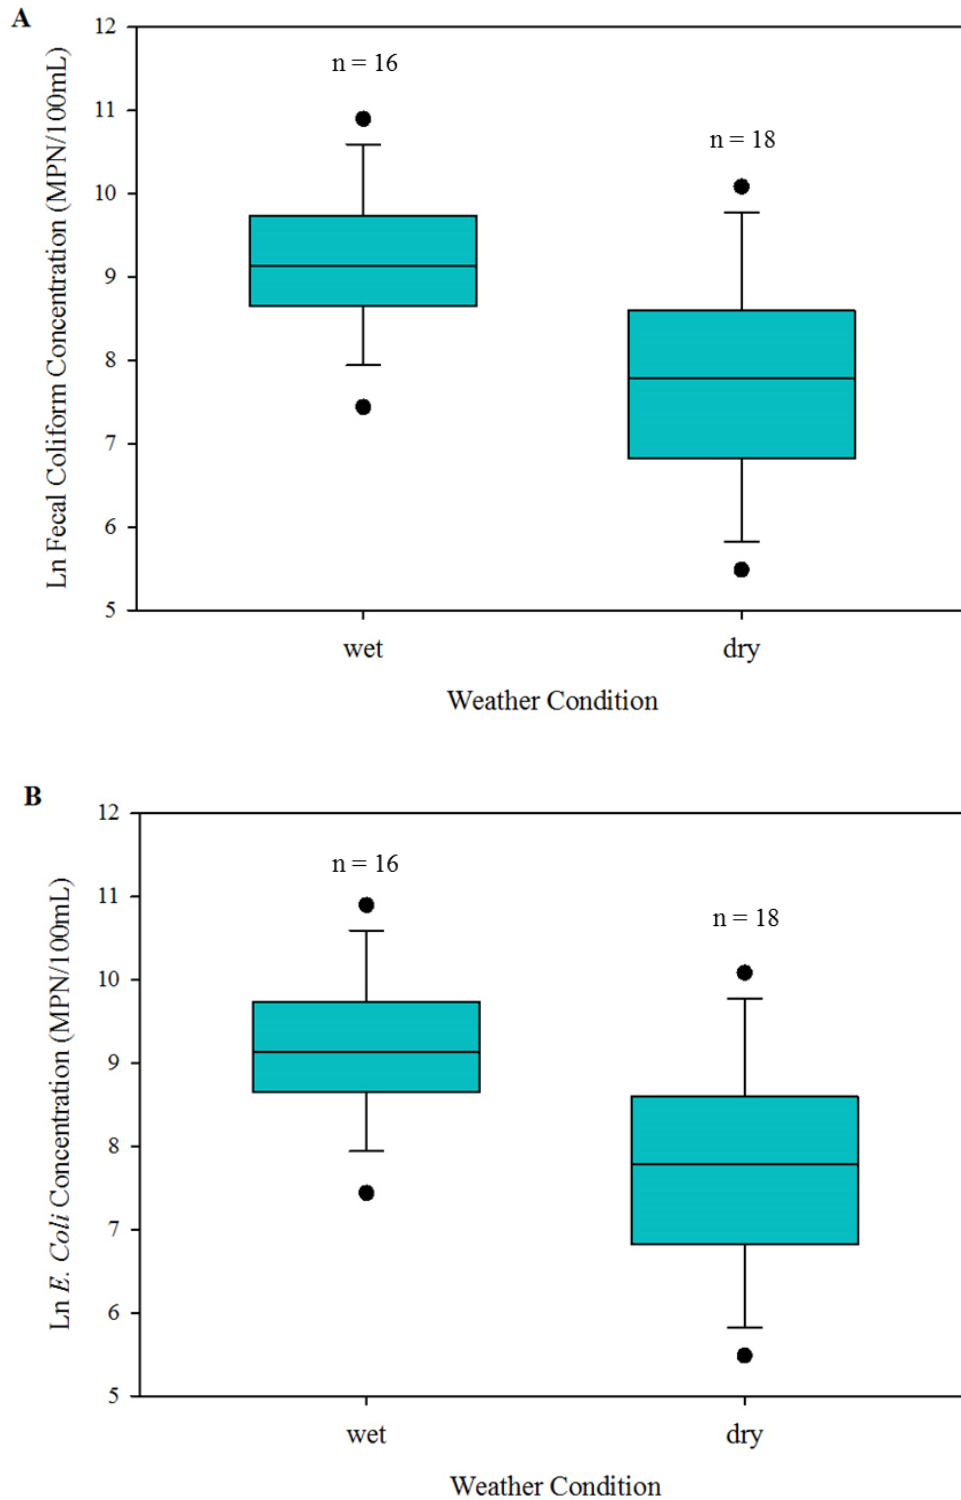 A
Ln Fecal Coliform Concentration (MPN/100mL)
12
11
10
9
8
7
6
5
n = 16
n = 18
wet
dry
Weather Condition
B
Ln E. Coli Concentration (MPN/100mL)
12
11
10
9
8
7
6
5
n = 16
n = 18
wet
dry
Weather Condition